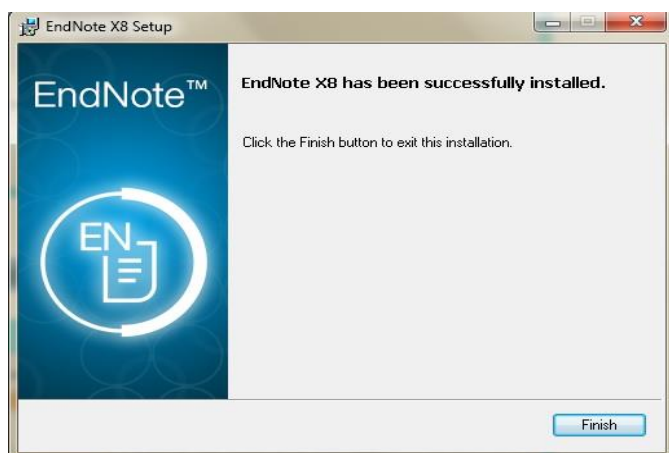 EndNote X8 Setup
EndNote™
EndNote X8 has been successfully installed.
Click the Finish button to exit this installation.
EN
Finish